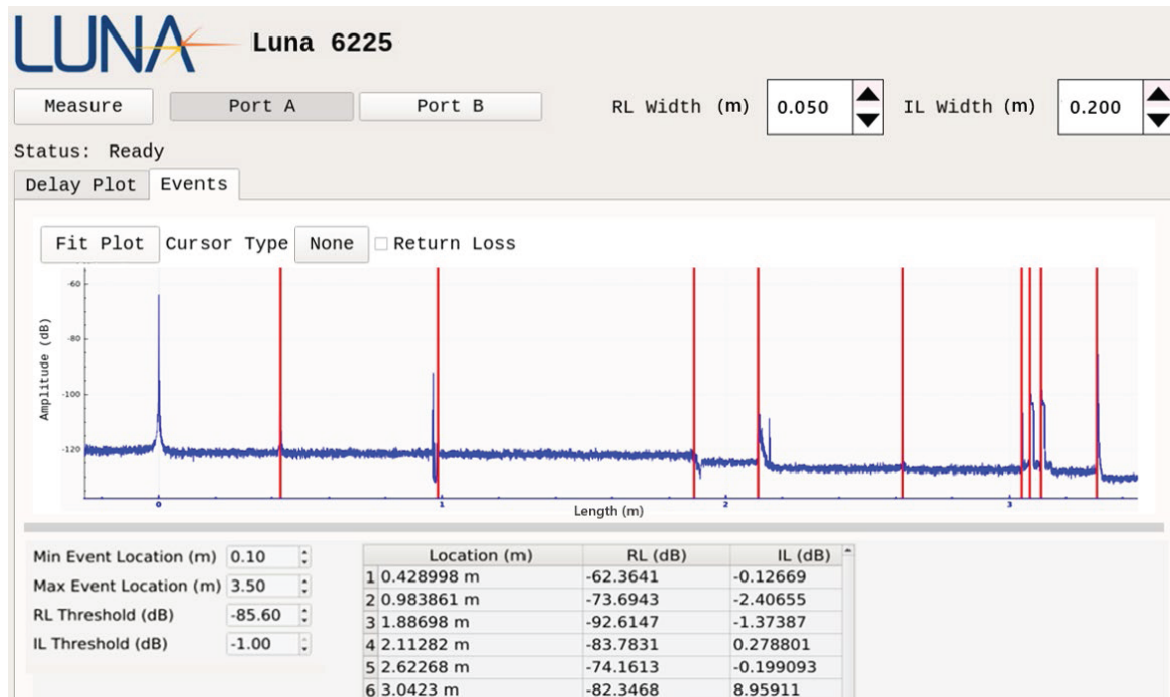 LUNA Luna 6225
Measure Port A Port B RL Width (m) 0.050 IL Width (m) 0.200
Status: Ready
Delay Plot Events
Fit Plot Cursor Type None Return Loss
-60
-80
-100
-120
Amplitude (dB)
0 1 2 3
Length (m)
Min Event Location (m) 0.10
Max Event Location (m) 3.50
RL Threshold (dB) -85.60
IL Threshold (dB) -1.00
Location (m) RL (dB) IL (dB)
1 0.428998 m -62.3641 -0.12669
2 0.983861 m -73.6943 -2.40655
3 1.88698 m -92.6147 -1.37387
4 2.11282 m -83.7831 0.278801
5 2.62268 m -74.1613 -0.199093
6 3.0423 m -82.3468 8.95911